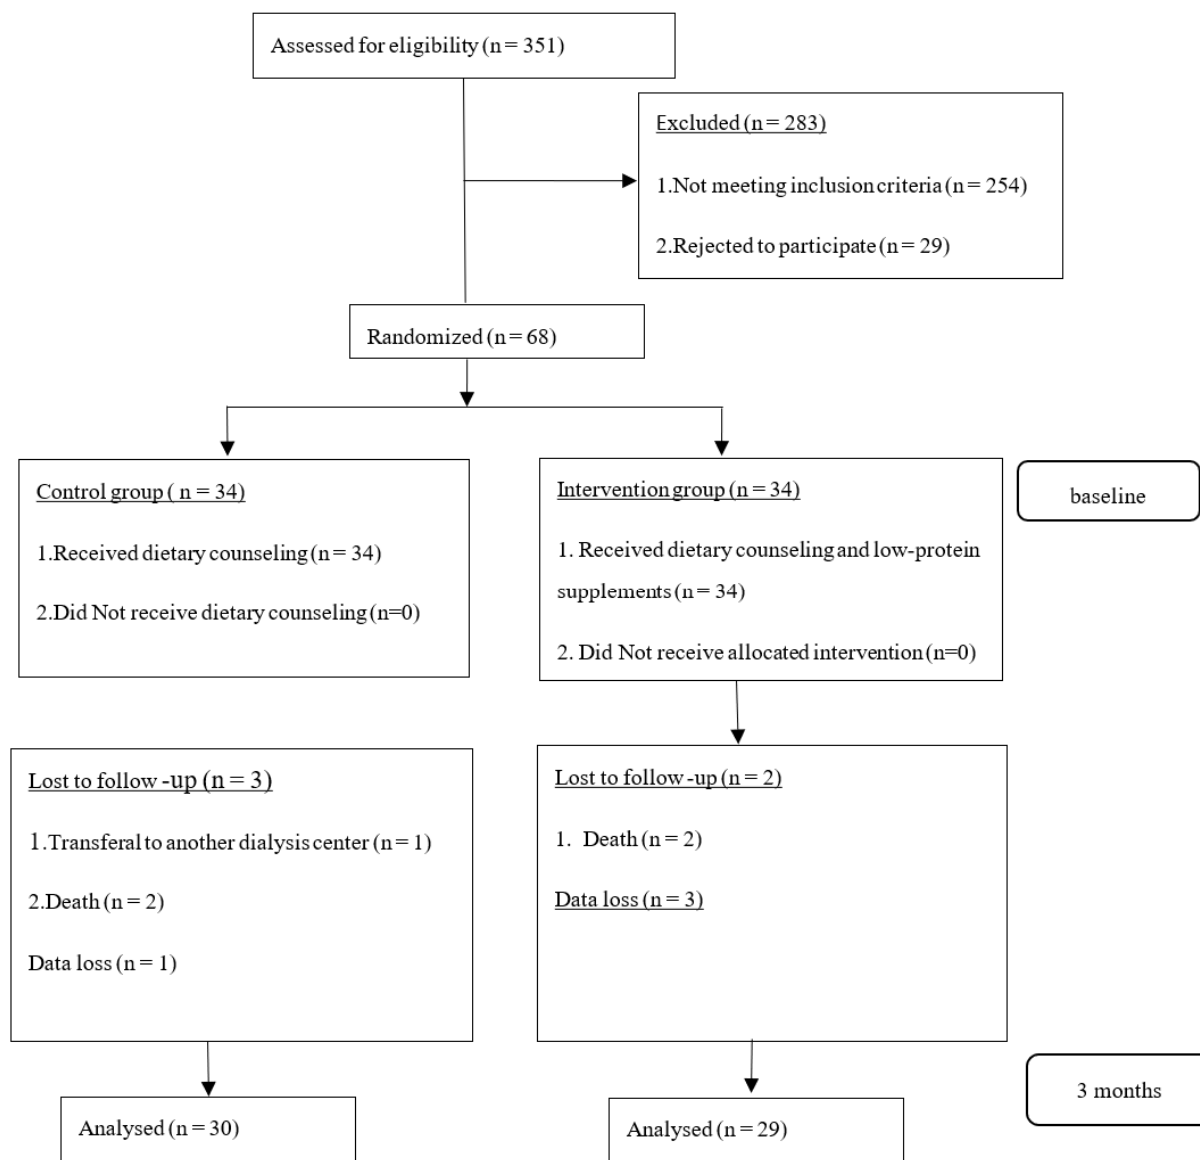 Assessed for eligibility (n = 351)
Excluded (n = 283)
1.Not meeting inclusion criteria (n = 254)
2.Rejected to participate (n = 29)
Randomized (n = 68)
Control group ( n = 34)
1.Received dietary counseling (n = 34)
2.Did Not receive dietary counseling (n=0)
Intervention group (n = 34)
1. Received dietary counseling and low-protein
supplements (n = 34)
2. Did Not receive allocated intervention (n=0)
baseline
Lost to follow -up (n = 3)
1.Transferal to another dialysis center (n = 1)
2.Death (n = 2)
Data loss (n = 1)
Lost to follow -up (n = 2)
1. Death (n = 2)
Data loss (n = 3)
3 months
Analysed (n = 30)
Analysed (n = 29)